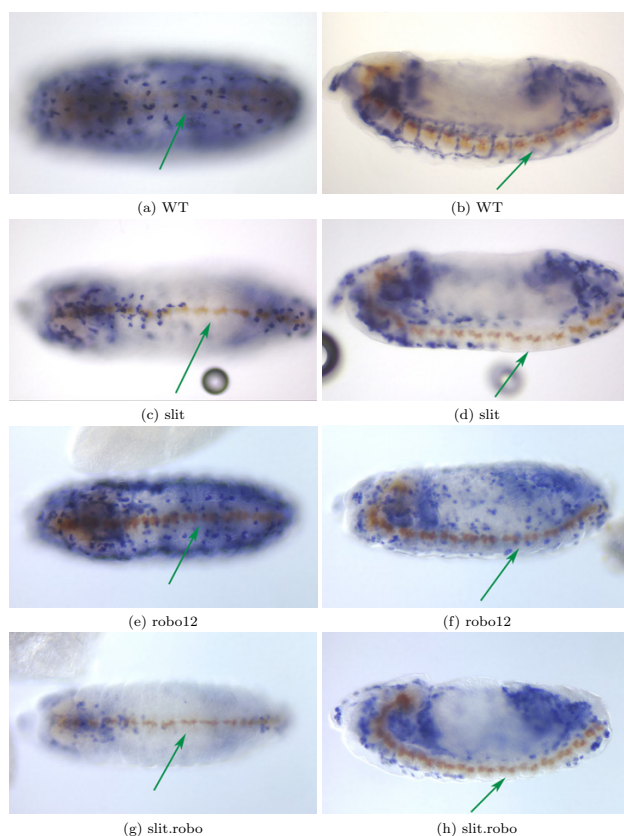 (a) WT
(b) WT
(c) slit
(d) slit
(e) robo12
(f) robo12
(g) slit.robo
(h) slit.robo